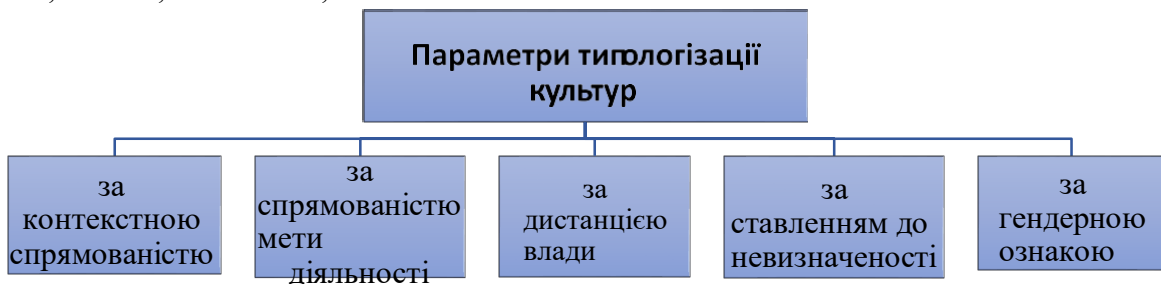 Параметри типологізації
культур
за
контекстною
спрямованістю
за
спрямованістю
мети
діяльності
за
дистанцією
влади
за
ставленням до
невизначеності
за
гендерною
ознакою